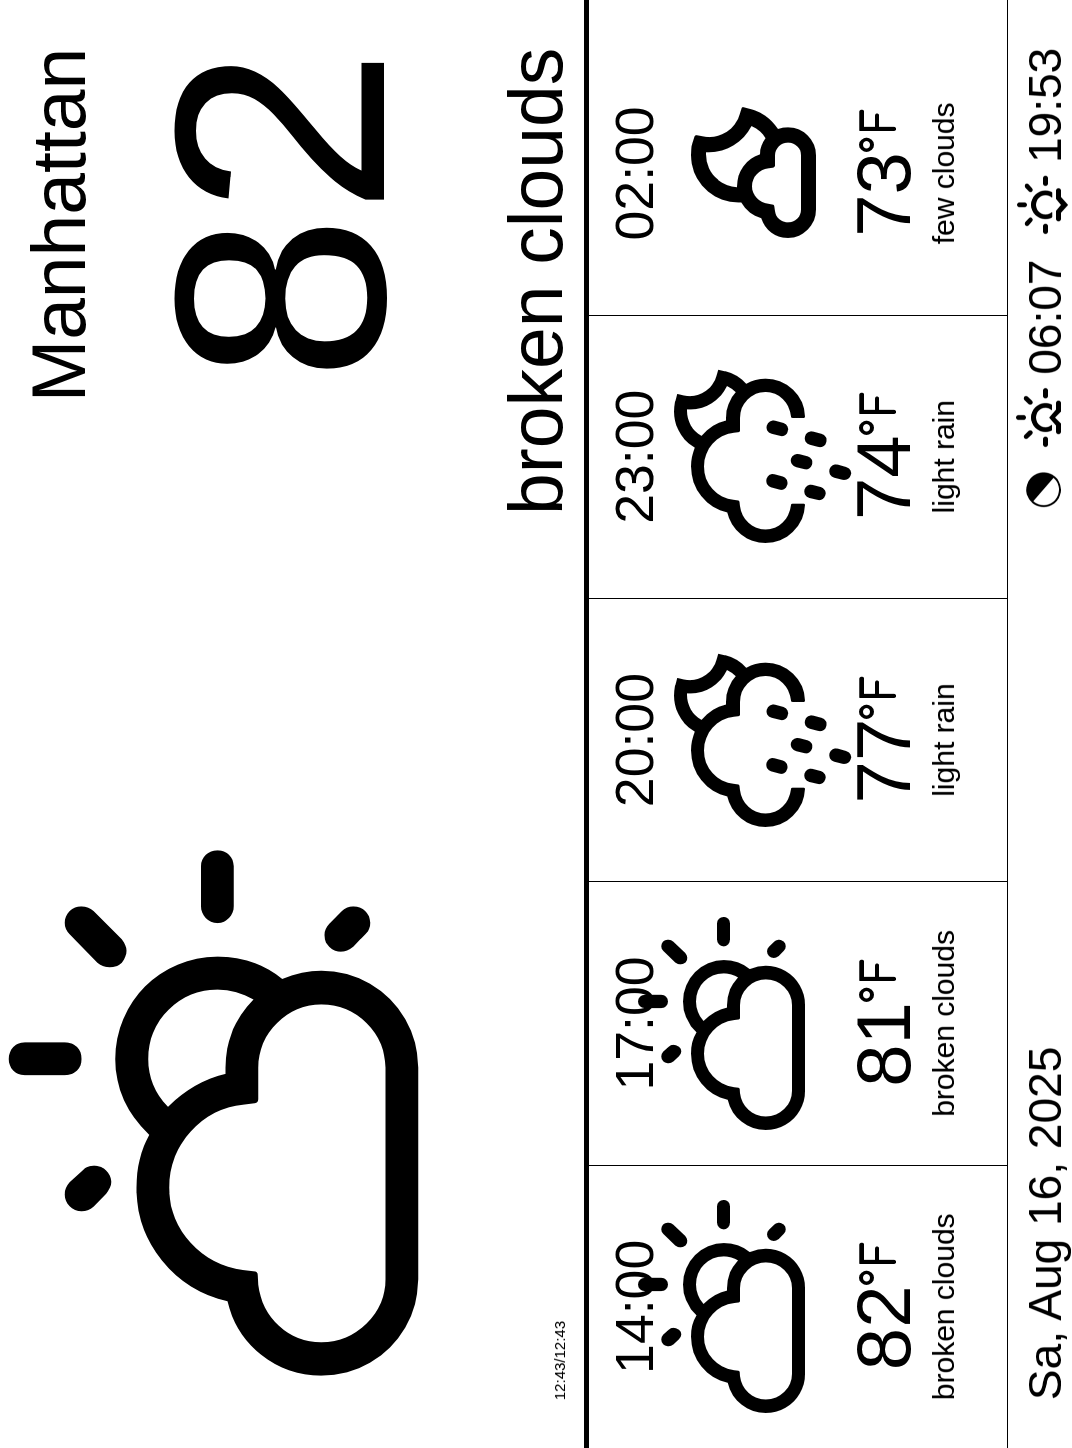 Manhattan
82
broken clouds
12:43/12:43
14:00 17:00 20:00 23:00 02:00
82°F 81°F 77°F 74°F 73°F
broken clouds broken clouds light rain light rain few clouds
Sa, Aug 16, 2025 06:07 19:53